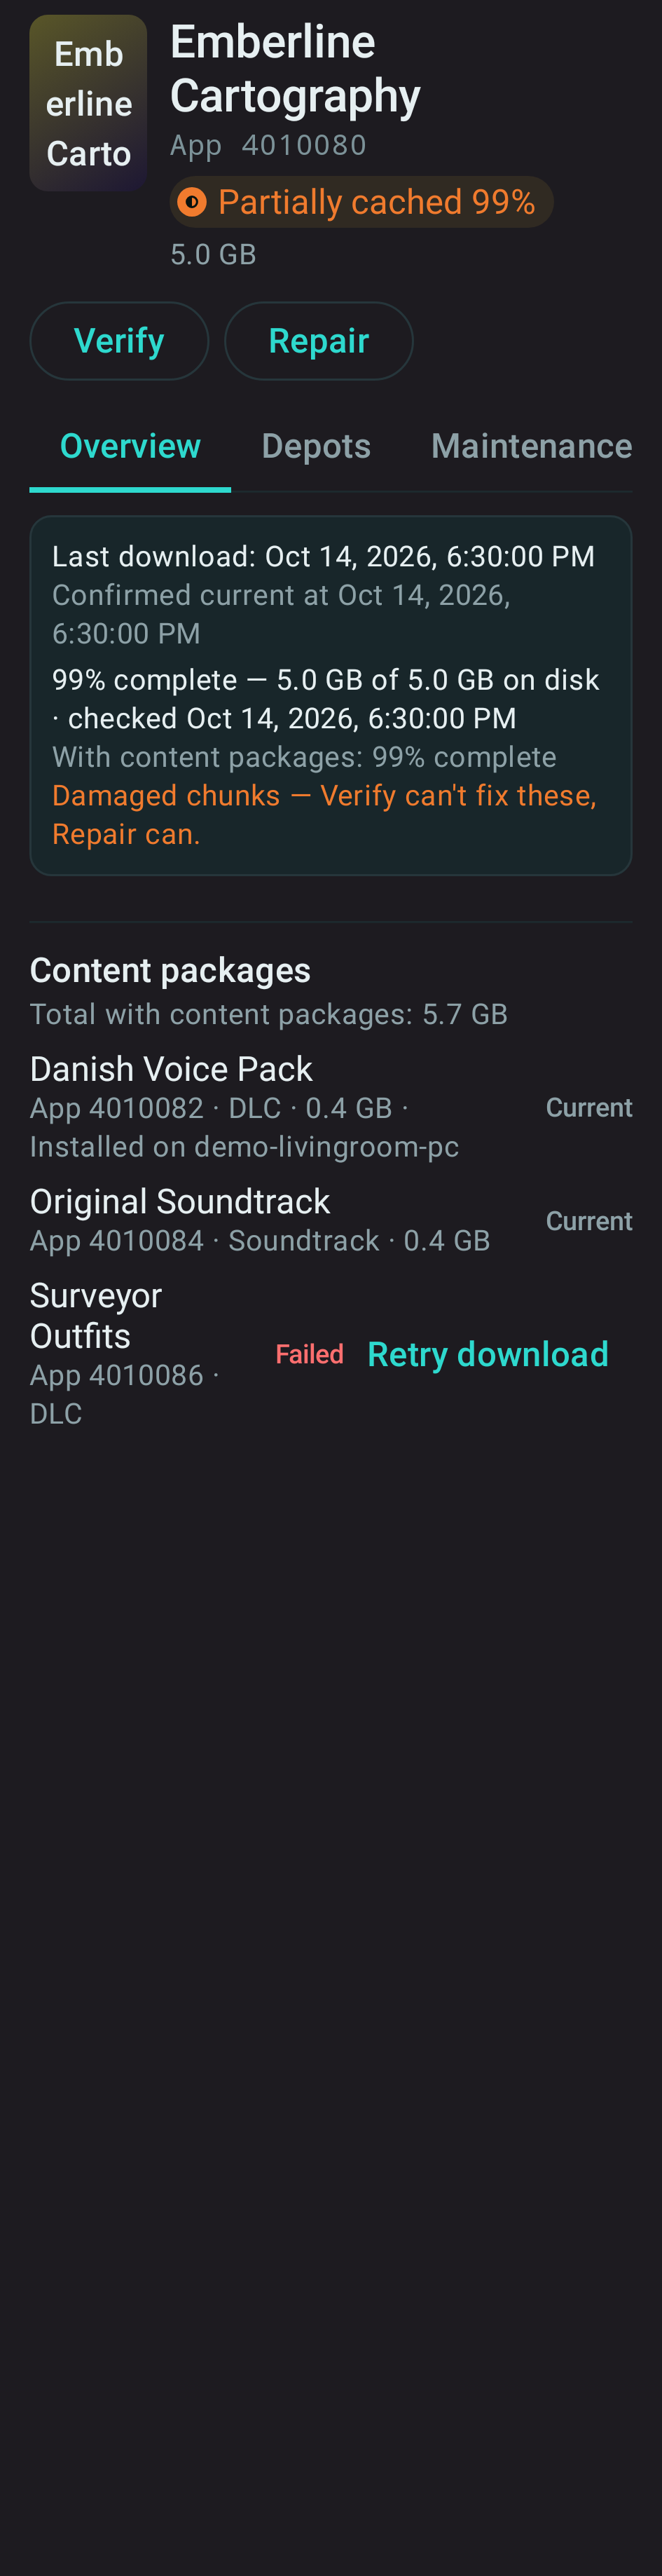 Emb
erline
Carto
Emberline
Cartography
App 4010080
Partially cached 99%
5.0 GB
Verify
Repair
Overview
Depots
Maintenance
Last download: Oct 14, 2026, 6:30:00 PM
Confirmed current at Oct 14, 2026,
6:30:00 PM
99% complete — 5.0 GB of 5.0 GB on disk
· checked Oct 14, 2026, 6:30:00 PM
With content packages: 99% complete
Damaged chunks — Verify can't fix these,
Repair can.
Content packages
Total with content packages: 5.7 GB
Danish Voice Pack
App 4010082 · DLC · 0.4 GB ·
Installed on demo-livingroom-pc
Current
Original Soundtrack
App 4010084 · Soundtrack · 0.4 GB
Current
Surveyor
Outfits
App 4010086 ·
DLC
Failed
Retry download